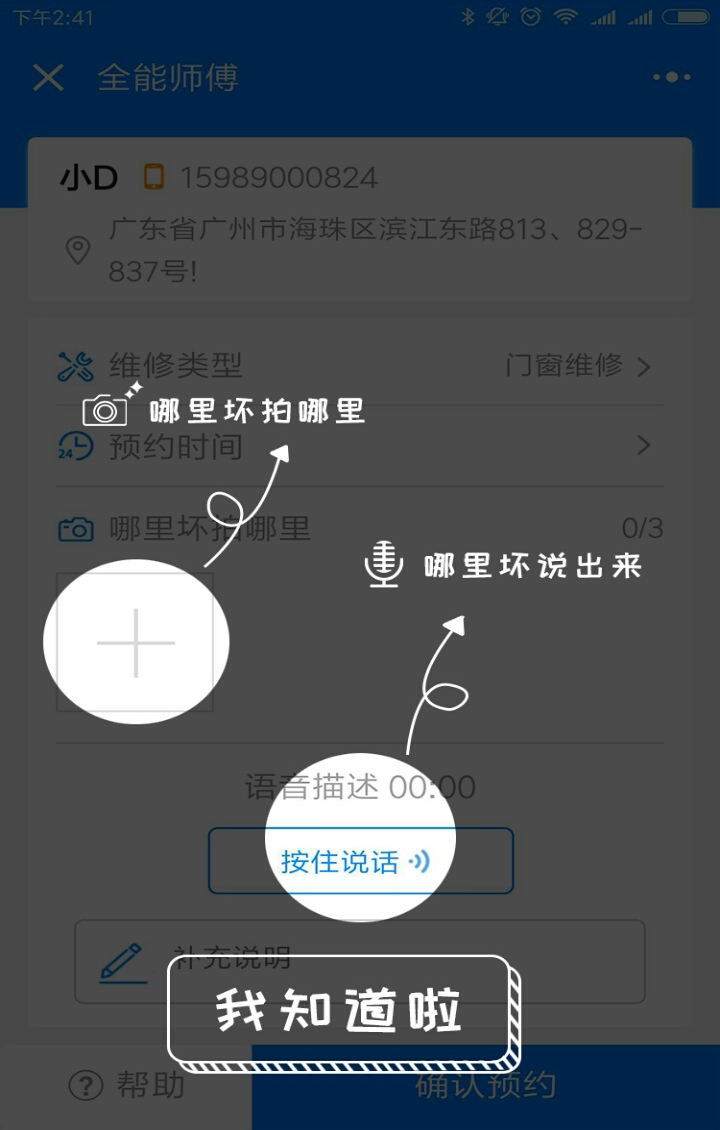 下午2:41
全能师傅
小D 15989000824
广东省广州市海珠区滨江东路813、829-
837号!
维修类型 门窗维修
哪里坏拍哪里
预约时间
哪里坏拍哪里 0/3
哪里坏说出来
语音描述 00:00
按住说话
补充说明
我知道啦
帮助 确认预约